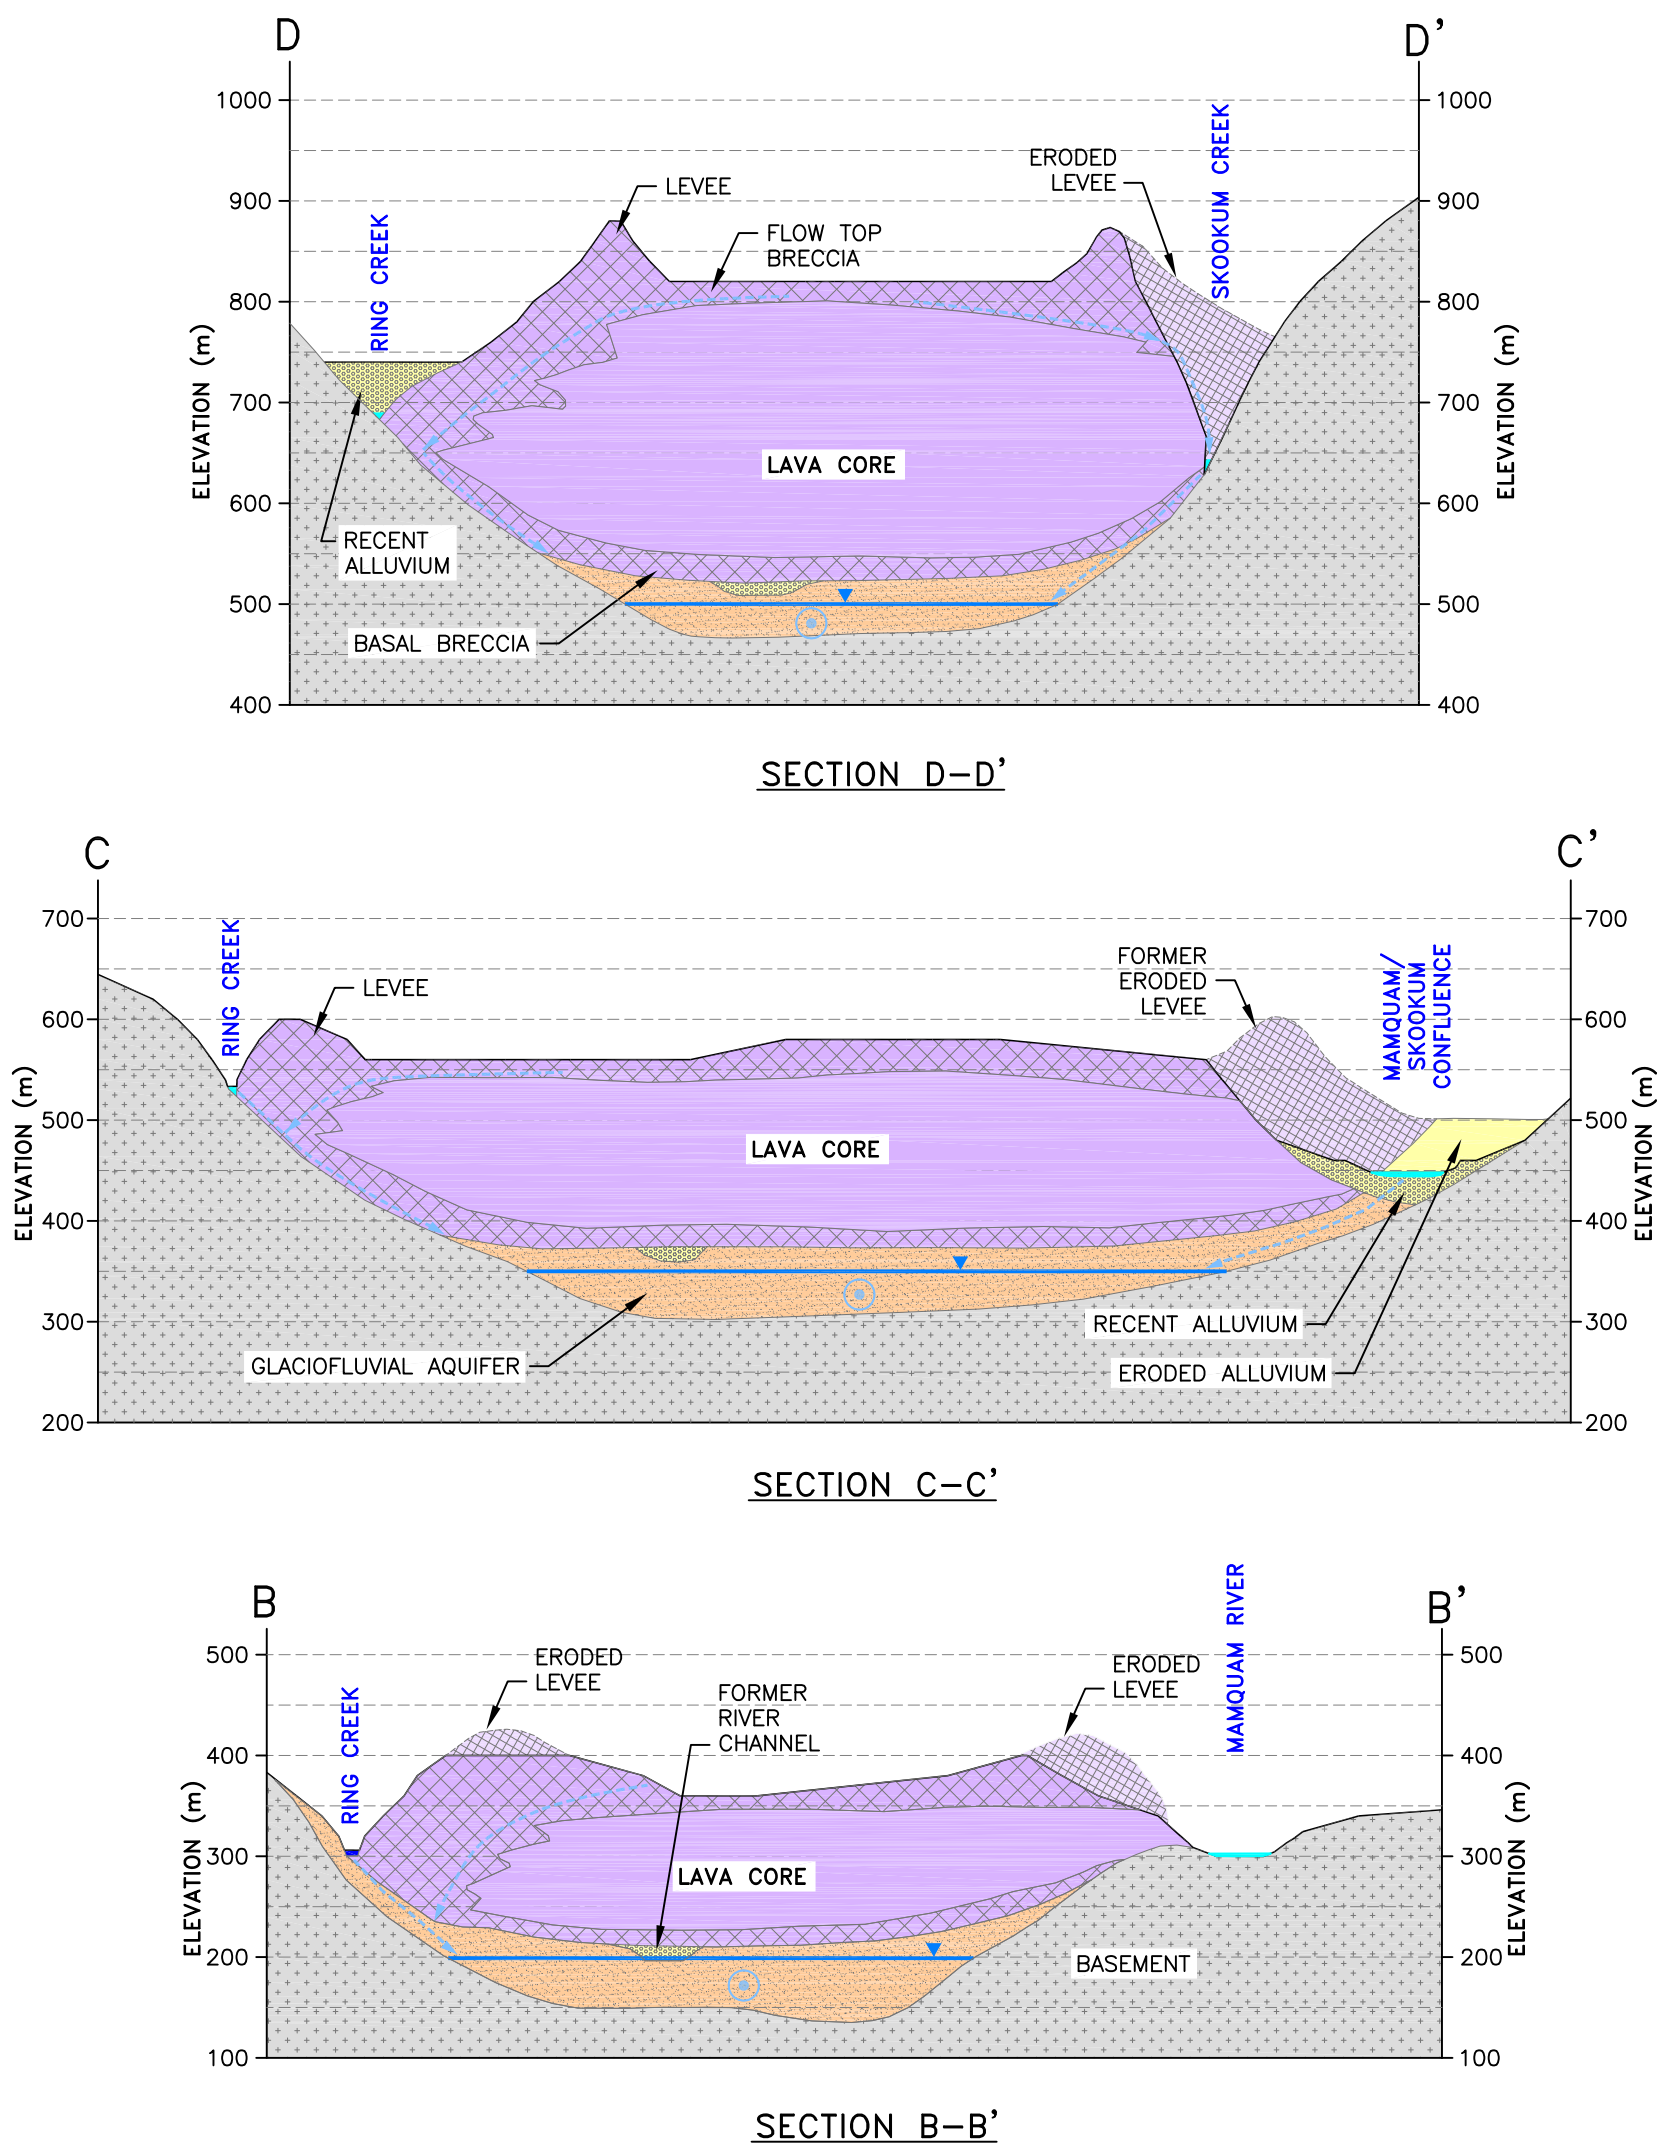 D
D'
1000
1000
900
900
800
800
700
700
600
600
500
500
400
400
ELEVATION (m)
ELEVATION (m)
RING CREEK
SKOOKUM CREEK
LEVEE
ERODED
LEVEE
FLOW TOP
BRECCIA
LAVA CORE
RECENT
ALLUVIUM
BASAL BRECCIA
SECTION D-D'
C
C'
700
700
600
600
500
500
400
400
300
300
200
200
ELEVATION (m)
ELEVATION (m)
RING CREEK
LEVEE
FORMER
ERODED
LEVEE
MAMQUAM/
SKOOKUM
CONFLUENCE
LAVA CORE
RECENT ALLUVIUM
GLACIOFLUVIAL AQUIFER
ERODED ALLUVIUM
SECTION C-C'
B
B'
500
500
400
400
300
300
200
200
100
100
ELEVATION (m)
ELEVATION (m)
RING CREEK
ERODED
LEVEE
FORMER
RIVER
CHANNEL
ERODED
LEVEE
MAMQUAM RIVER
LAVA CORE
BASEMENT
SECTION B-B'